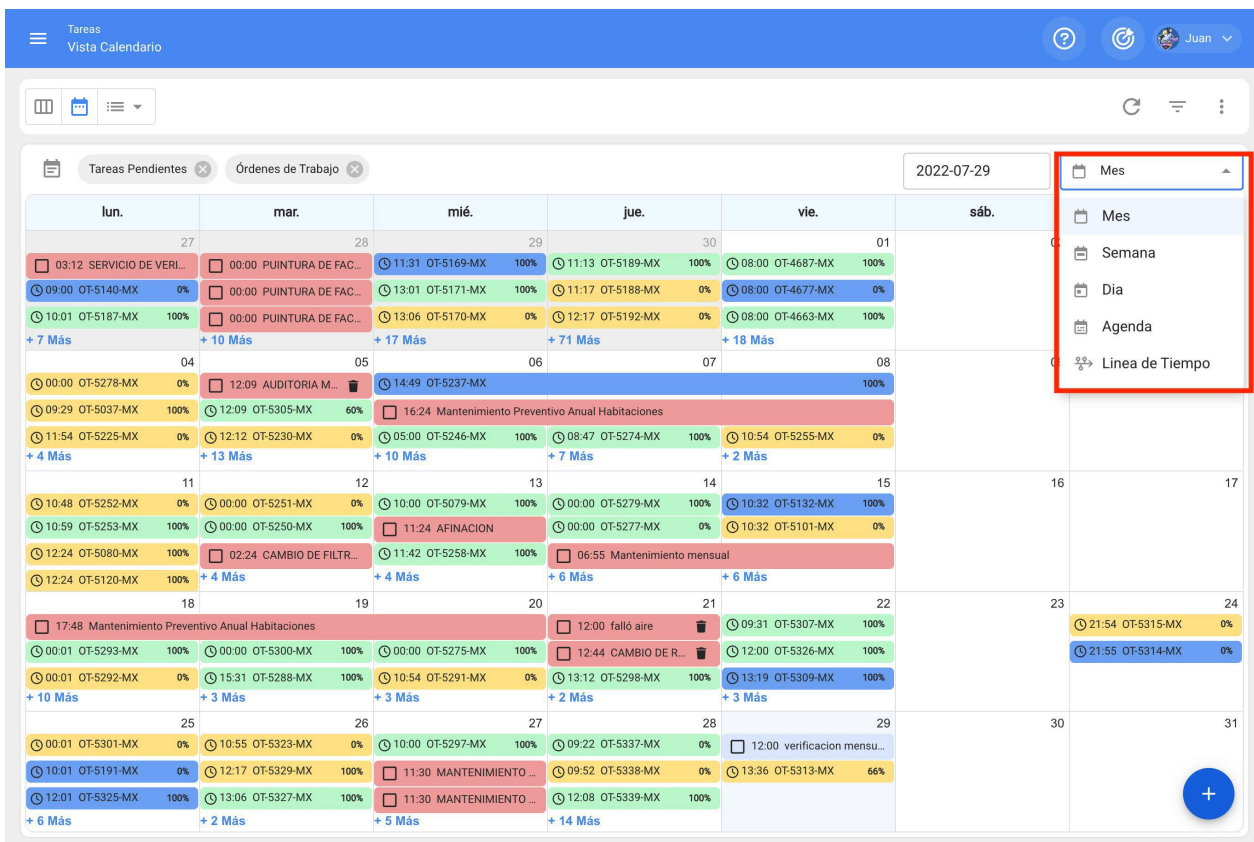 Tareas
Vista Calendario
Juan
Tareas Pendientes
Órdenes de Trabajo
2022-07-29
Mes
Mes
Semana
Dia
Agenda
Linea de Tiempo
lun. mar. mié. jue. vie. sáb.
27 28 29 30 01
03:12 SERVICIO DE VERI... 00:00 PUINTURA DE FAC... 11:31 OT-5169-MX 100% 11:13 OT-5189-MX 100% 08:00 OT-4687-MX 100%
09:00 OT-5140-MX 0% 00:00 PUINTURA DE FAC... 13:01 OT-5171-MX 100% 11:17 OT-5188-MX 0% 08:00 OT-4677-MX 0%
10:01 OT-5187-MX 100% 00:00 PUINTURA DE FAC... 13:06 OT-5170-MX 0% 12:17 OT-5192-MX 0% 08:00 OT-4663-MX 100%
+ 7 Más + 10 Más + 17 Más + 71 Más + 18 Más
04 05 06 07 08
00:00 OT-5278-MX 0% 12:09 AUDITORIA M... 14:49 OT-5237-MX 100%
09:29 OT-5037-MX 100% 12:09 OT-5305-MX 60% 16:24 Mantenimiento Preventivo Anual Habitaciones
11:54 OT-5225-MX 0% 12:12 OT-5230-MX 0% 05:00 OT-5246-MX 100% 08:47 OT-5274-MX 100% 10:54 OT-5255-MX 0%
+ 4 Más + 13 Más + 10 Más + 7 Más + 2 Más
11 12 13 14 15 16 17
10:48 OT-5252-MX 0% 00:00 OT-5251-MX 0% 10:00 OT-5079-MX 100% 00:00 OT-5279-MX 100% 10:32 OT-5132-MX 100%
10:59 OT-5253-MX 100% 00:00 OT-5250-MX 100% 11:24 AFINACION 00:00 OT-5277-MX 0% 10:32 OT-5101-MX 0%
12:24 OT-5080-MX 100% 02:24 CAMBIO DE FILTR... 11:42 OT-5258-MX 100% 06:55 Mantenimiento mensual
12:24 OT-5120-MX 100% + 4 Más + 4 Más + 6 Más + 6 Más
18 19 20 21 22 23 24
17:48 Mantenimiento Preventivo Anual Habitaciones 12:00 falló aire 09:31 OT-5307-MX 100% 21:54 OT-5315-MX 0%
00:01 OT-5293-MX 100% 00:00 OT-5300-MX 100% 00:00 OT-5275-MX 100% 12:44 CAMBIO DE R... 12:00 OT-5326-MX 100% 21:55 OT-5314-MX 0%
00:01 OT-5292-MX 0% 15:31 OT-5288-MX 100% 10:54 OT-5291-MX 0% 13:12 OT-5298-MX 100% 13:19 OT-5309-MX 100%
+ 10 Más + 3 Más + 3 Más + 2 Más + 3 Más
25 26 27 28 29 30 31
00:01 OT-5301-MX 0% 10:55 OT-5323-MX 0% 10:00 OT-5297-MX 100% 09:22 OT-5337-MX 0% 12:00 verificacion mensu...
10:01 OT-5191-MX 0% 12:17 OT-5329-MX 100% 11:30 MANTENIMIENTO ... 09:52 OT-5338-MX 0% 13:36 OT-5313-MX 66%
12:01 OT-5325-MX 100% 13:06 OT-5327-MX 100% 11:30 MANTENIMIENTO ... 12:08 OT-5339-MX 100%
+ 6 Más + 2 Más + 5 Más + 14 Más